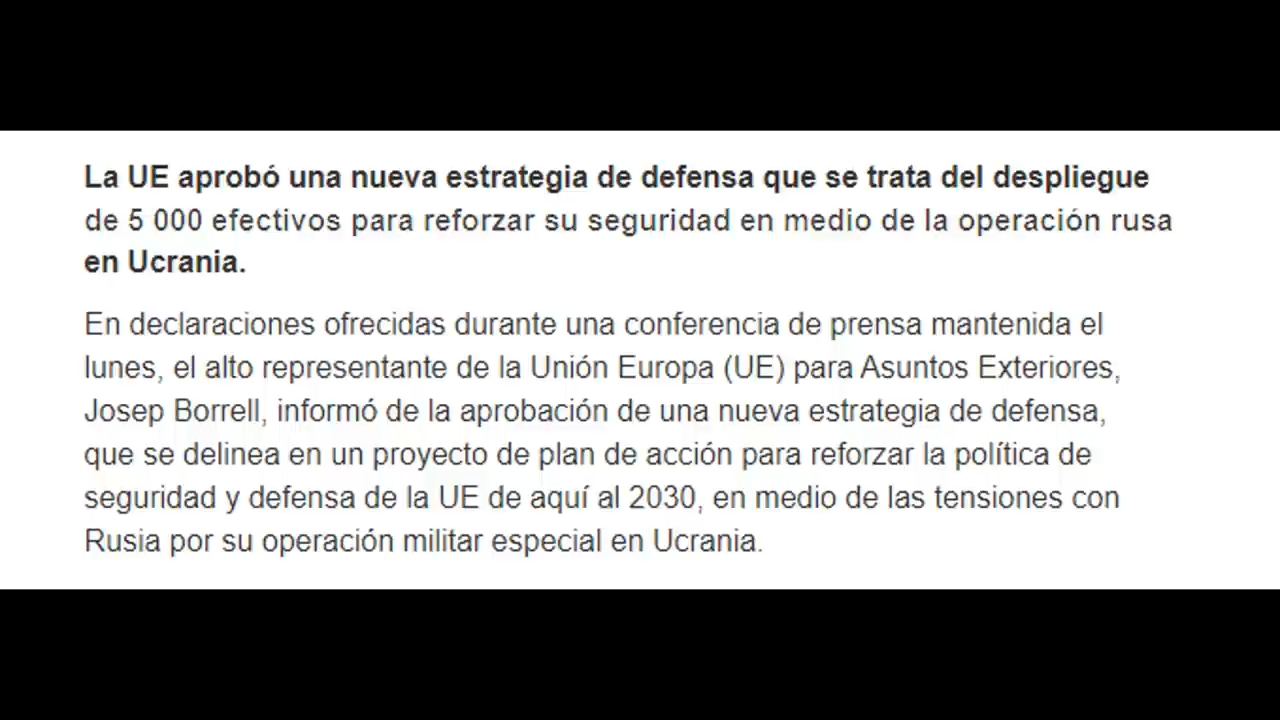 La UE aprobó una nueva estrategia de defensa que se trata del despliegue
de 5 000 efectivos para reforzar su seguridad en medio de la operación rusa
en Ucrania.
En declaraciones ofrecidas durante una conferencia de prensa mantenida el
lunes, el alto representante de la Unión Europa (UE) para Asuntos Exteriores,
Josep Borrell, informó de la aprobación de una nueva estrategia de defensa,
que se delinea en un proyecto de plan de acción para reforzar la política de
seguridad y defensa de la UE de aquí al 2030, en medio de las tensiones con
Rusia por su operación militar especial en Ucrania.